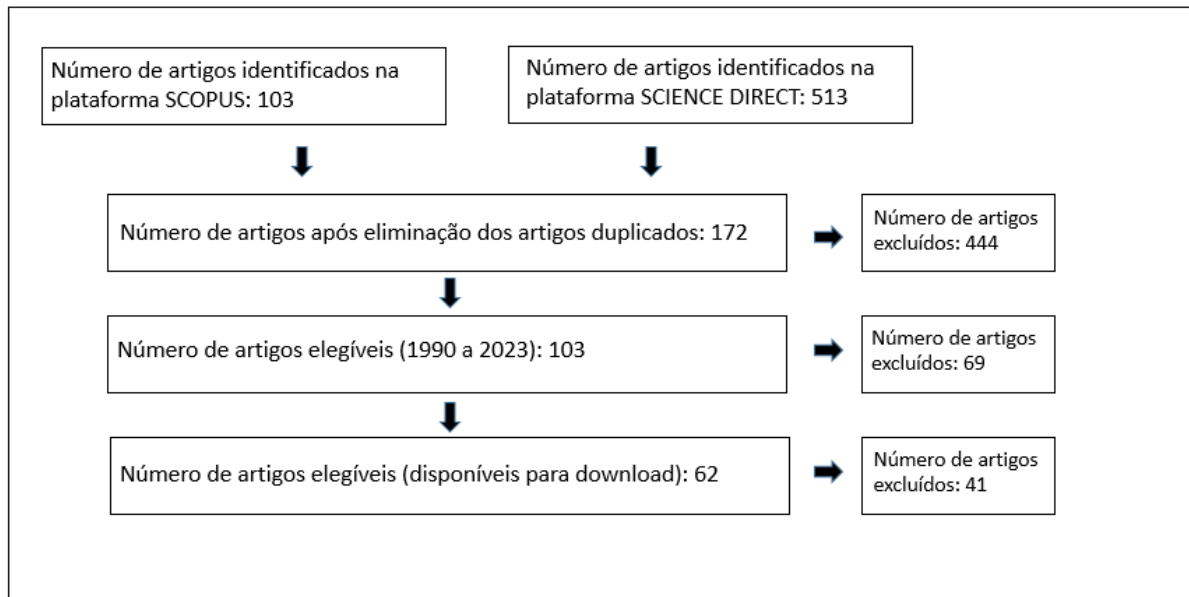 Número de artigos identificados na
plataforma SCOPUS: 103
Número de artigos identificados na
plataforma SCIENCE DIRECT: 513
Número de artigos após eliminação dos artigos duplicados: 172
Número de artigos
excluídos: 444
Número de artigos elegíveis (1990 a 2023): 103
Número de artigos
excluídos: 69
Número de artigos elegíveis (disponíveis para download): 62
Número de artigos
excluídos: 41